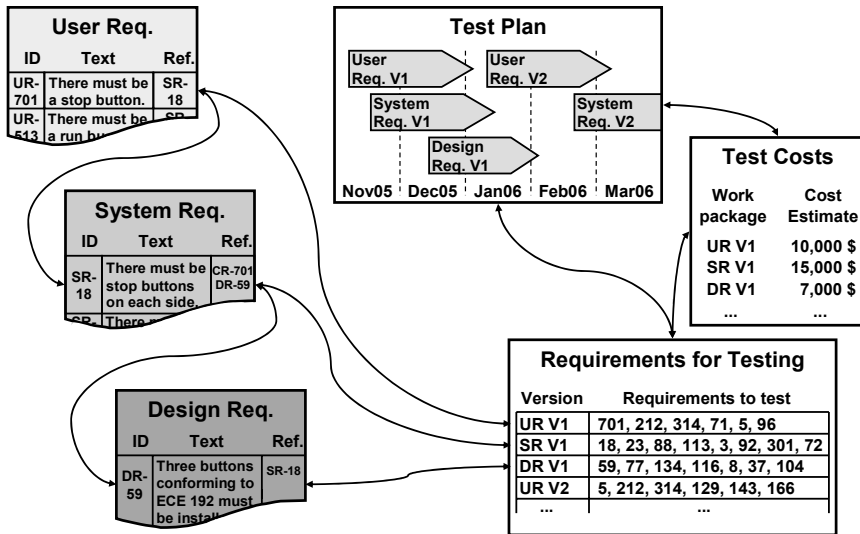 User Req.
ID Text Ref.
UR-701 There must be a stop button. SR-18
UR-513 There must be a run
System Req.
ID Text Ref.
SR-18 There must be stop buttons on each side. CR-701 DR-59
SR- There
Design Req.
ID Text Ref.
DR-59 Three buttons conforming to ECE 192 must be SR-18
Test Plan
User Req. V1
User Req. V2
System Req. V1
System Req. V2
Design Req. V1
Nov05 Dec05 Jan06 Feb06 Mar06
Test Costs
Work package Cost Estimate
UR V1 10,000 $
SR V1 15,000 $
DR V1 7,000 $
... ...
Requirements for Testing
Version Requirements to test
UR V1 701, 212, 314, 71, 5, 96
SR V1 18, 23, 88, 113, 3, 92, 301, 72
DR V1 59, 77, 134, 116, 8, 37, 104
UR V2 5, 212, 314, 129, 143, 166
... ...